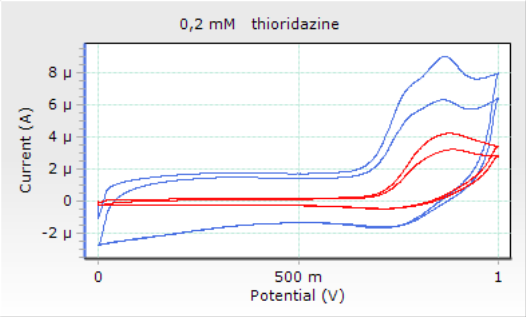 0,2 mM thioridazine
Current (A)
8 µ
6 µ
4 µ
2 µ
0
-2 µ
0
500 m
1
Potential (V)